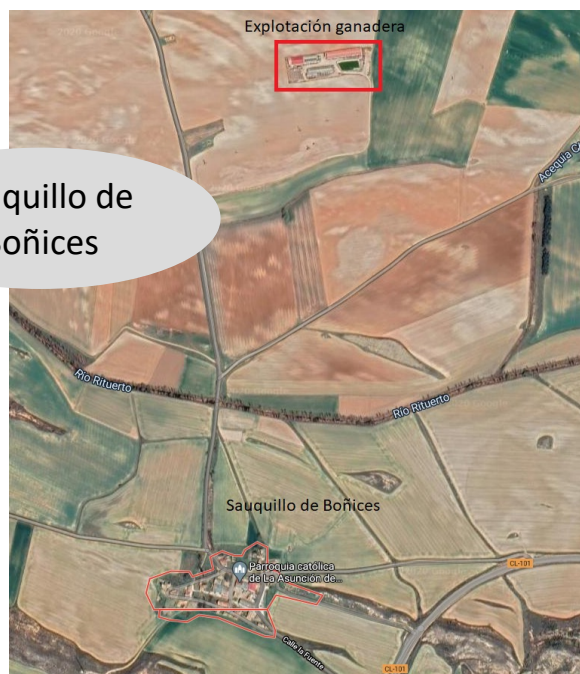 Explotación ganadera
quillo de
Boñices
Acequia
Río Rituerto
Río Rituerto
Sauquillo de Boñices
Parroquia católica
de La Asunción de...
CL-101
Calle la Fuente
CL-101